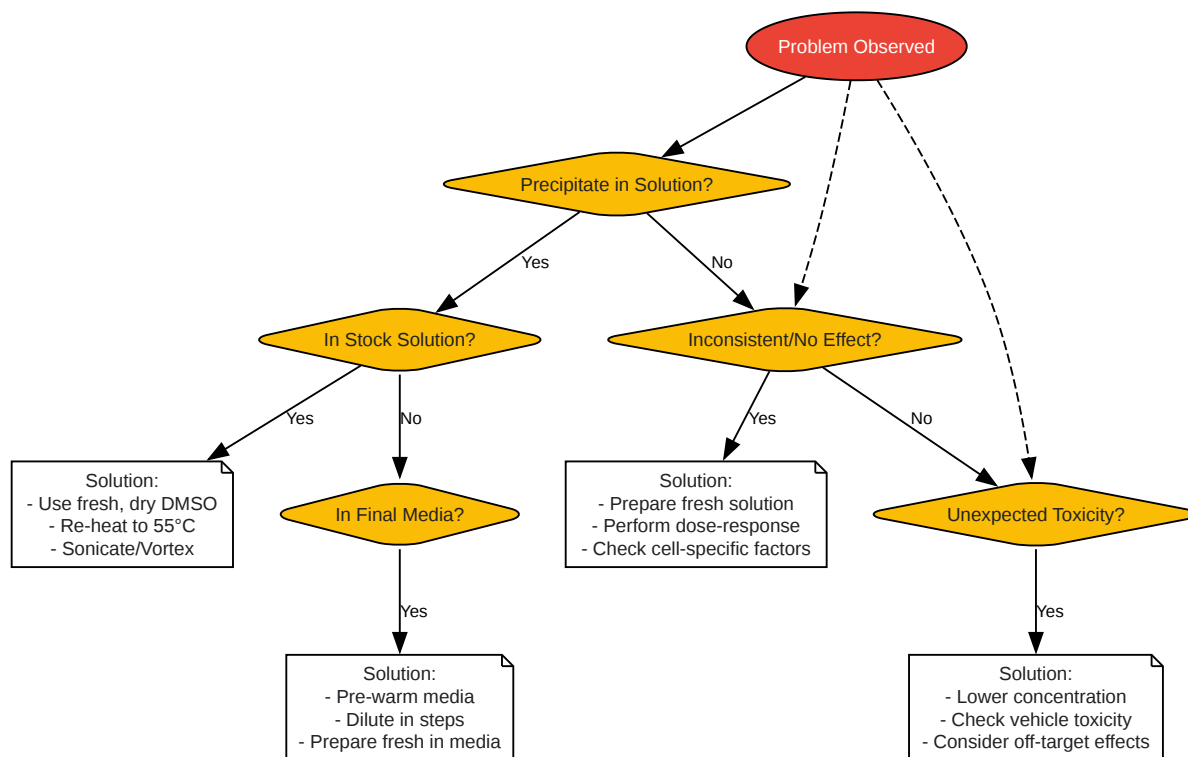 Problem Observed
Precipitate in Solution?
Yes
No
In Stock Solution?
Inconsistent/No Effect?
Yes
No
Yes
No
Solution:
- Use fresh, dry DMSO
- Re-heat to 55°C
- Sonicate/Vortex
In Final Media?
Solution:
- Prepare fresh solution
- Perform dose-response
- Check cell-specific factors
Unexpected Toxicity?
Yes
Yes
Solution:
- Pre-warm media
- Dilute in steps
- Prepare fresh in media
Solution:
- Lower concentration
- Check vehicle toxicity
- Consider off-target effects